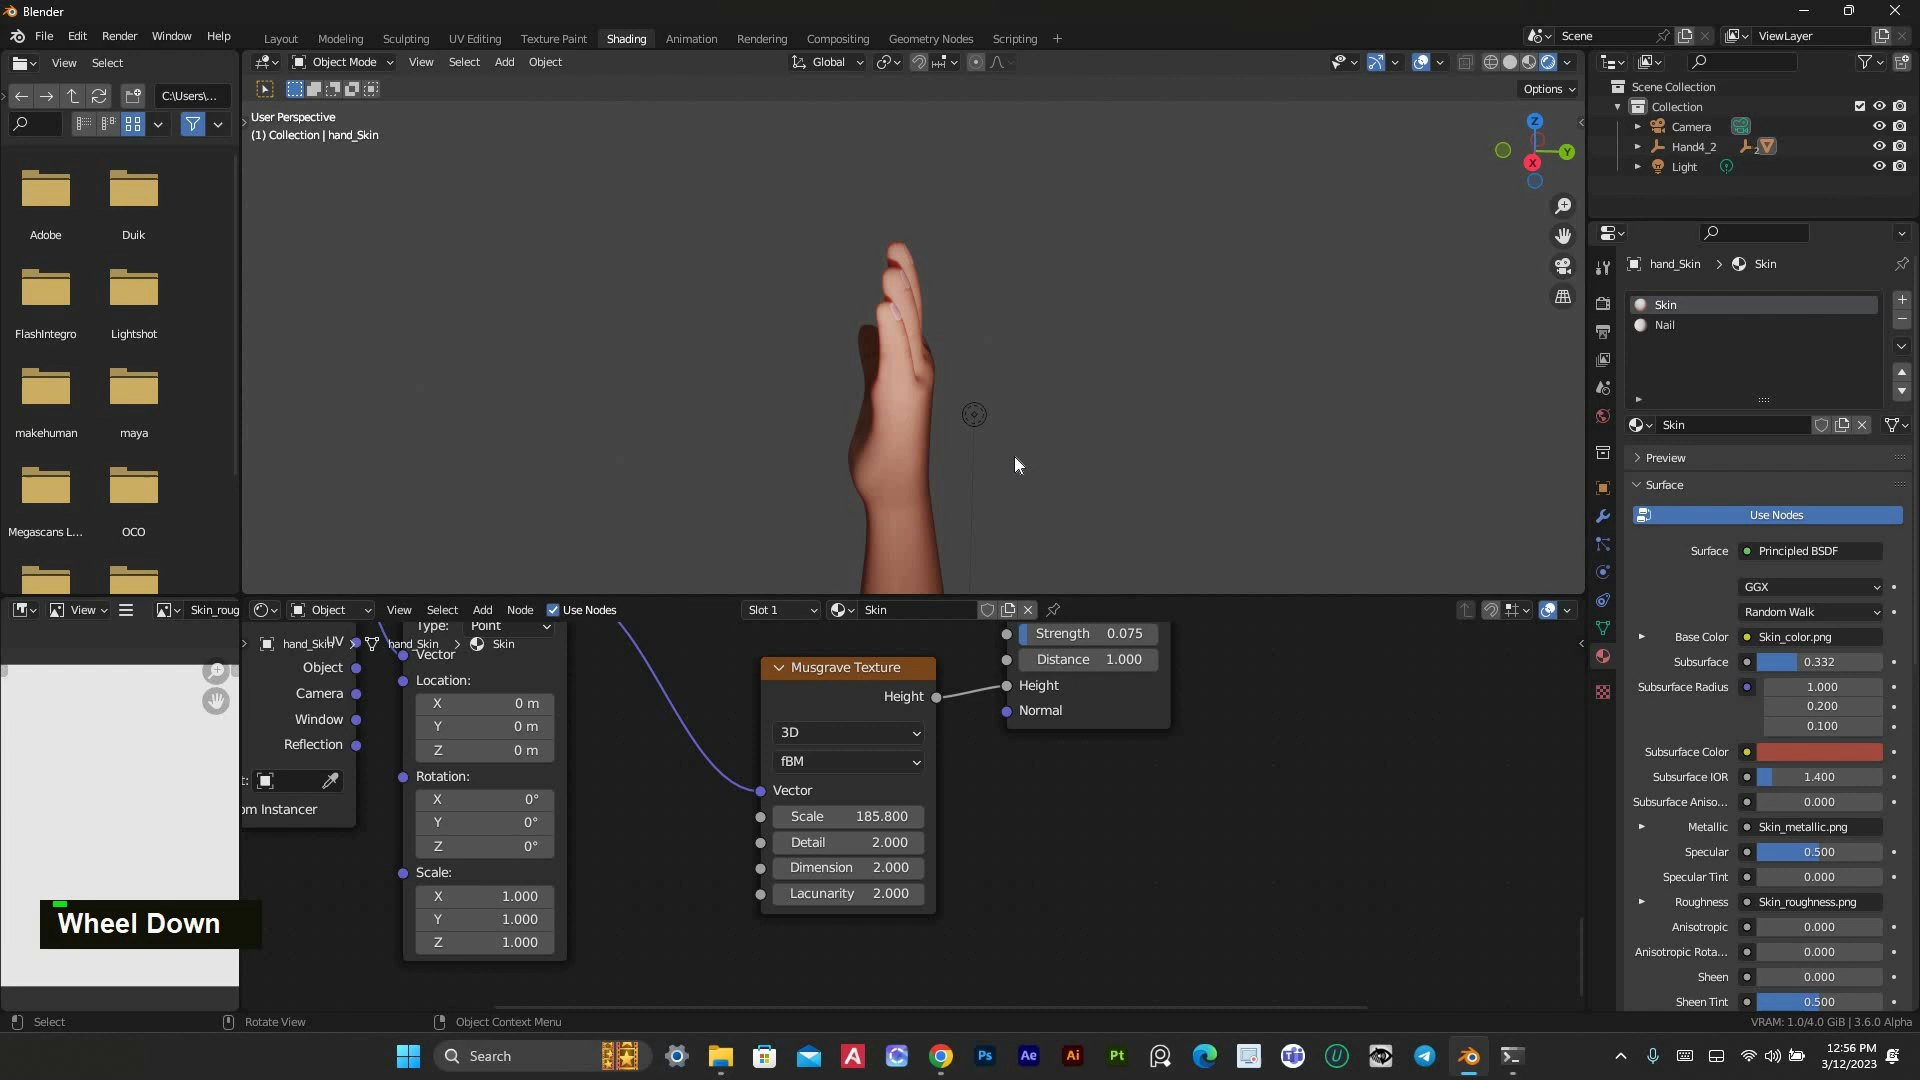 Blender
File Edit Render Window Help
Layout Modeling Sculpting UV Editing Texture Paint Shading Animation Rendering Compositing Geometry Nodes Scripting +
Scene
ViewLayer
View Select
Object Mode View Select Add Object
Global
Options
C:\Users\...
User Perspective
(1) Collection | hand_Skin
Z
Y
X
Adobe
Duik
FlashIntegro
Lightshot
makehuman
maya
Megascans L...
OCO
Scene Collection
Collection
Camera
Hand4_2
2
Light
hand_Skin > Skin
Skin
Nail
Skin
Preview
Surface
Use Nodes
Surface Principled BSDF
GGX
Random Walk
Base Color Skin_color.png
Subsurface 0.332
Subsurface Radius 1.000
0.200
0.100
Subsurface Color
Subsurface IOR 1.400
Subsurface Aniso... 0.000
Metallic Skin_metallic.png
Specular 0.500
Specular Tint 0.000
Roughness Skin_roughness.png
Anisotropic 0.000
Anisotropic Rota... 0.000
Sheen 0.000
Sheen Tint 0.500
View
Skin_roug
Object View Select Add Node Use Nodes
Slot 1
Skin
hand_Skin > hand_Skin > Skin
UV
Object
Camera
Window
Reflection
t:
om Instancer
Type: Point
Vector
Location:
X 0 m
Y 0 m
Z 0 m
Rotation:
X 0°
Y 0°
Z 0°
Scale:
X 1.000
Y 1.000
Z 1.000
Musgrave Texture
Height
3D
fBM
Vector
Scale 185.800
Detail 2.000
Dimension 2.000
Lacunarity 2.000
Strength 0.075
Distance 1.000
Height
Normal
Wheel Down
Select
Rotate View
Object Context Menu
VRAM: 1.0/4.0 GiB | 3.6.0 Alpha
Search
Ps
Ae
Ai
Pt
12:56 PM
3/12/2023